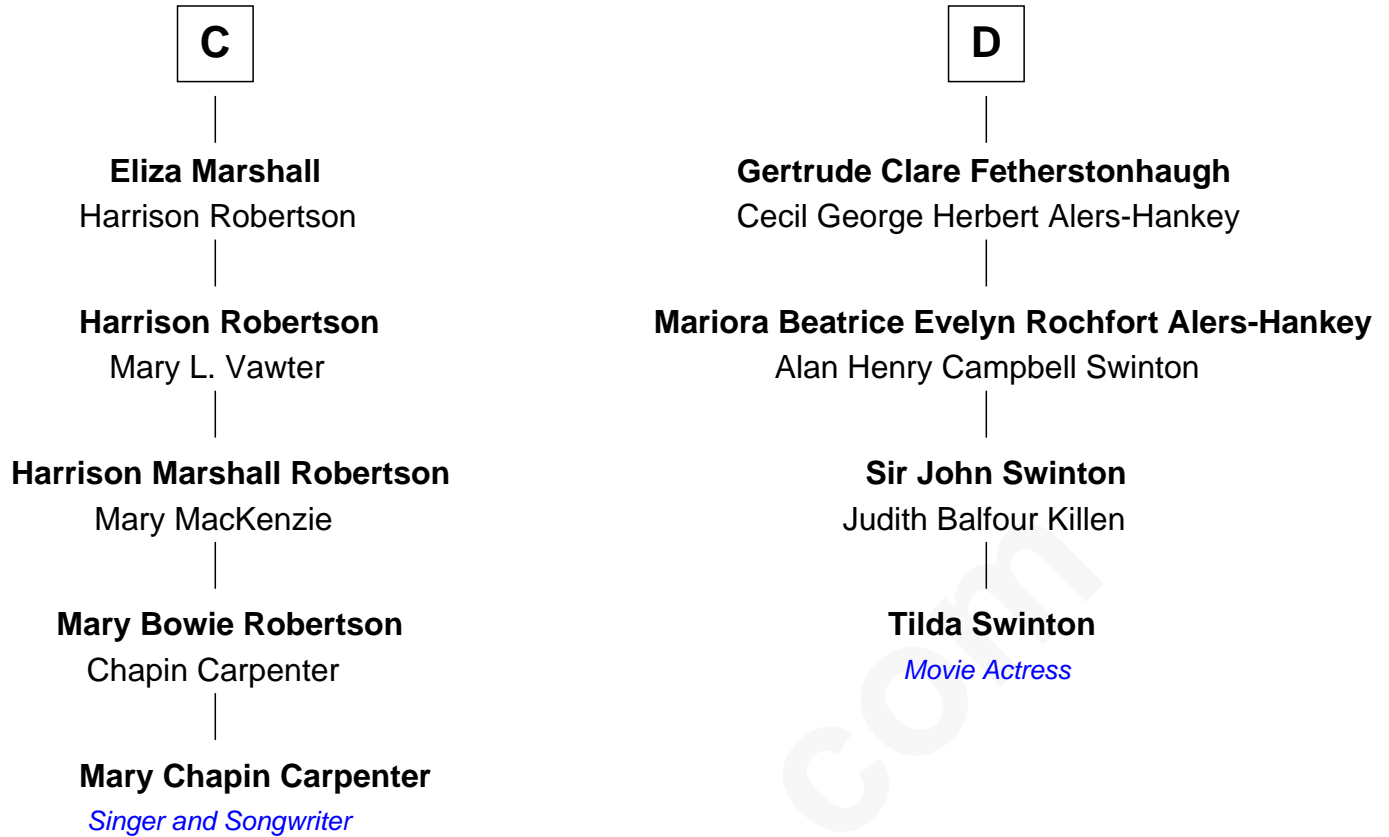 C
Eliza Marshall
Harrison Robertson
Harrison Robertson
Mary L. Vawter
Harrison Marshall Robertson
Mary MacKenzie
Mary Bowie Robertson
Chapin Carpenter
Mary Chapin Carpenter
Singer and Songwriter
D
Gertrude Clare Fetherstonhaugh
Cecil George Herbert Alers-Hankey
Mariora Beatrice Evelyn Rochfort Alers-Hankey
Alan Henry Campbell Swinton
Sir John Swinton
Judith Balfour Killen
Tilda Swinton
Movie Actress
com